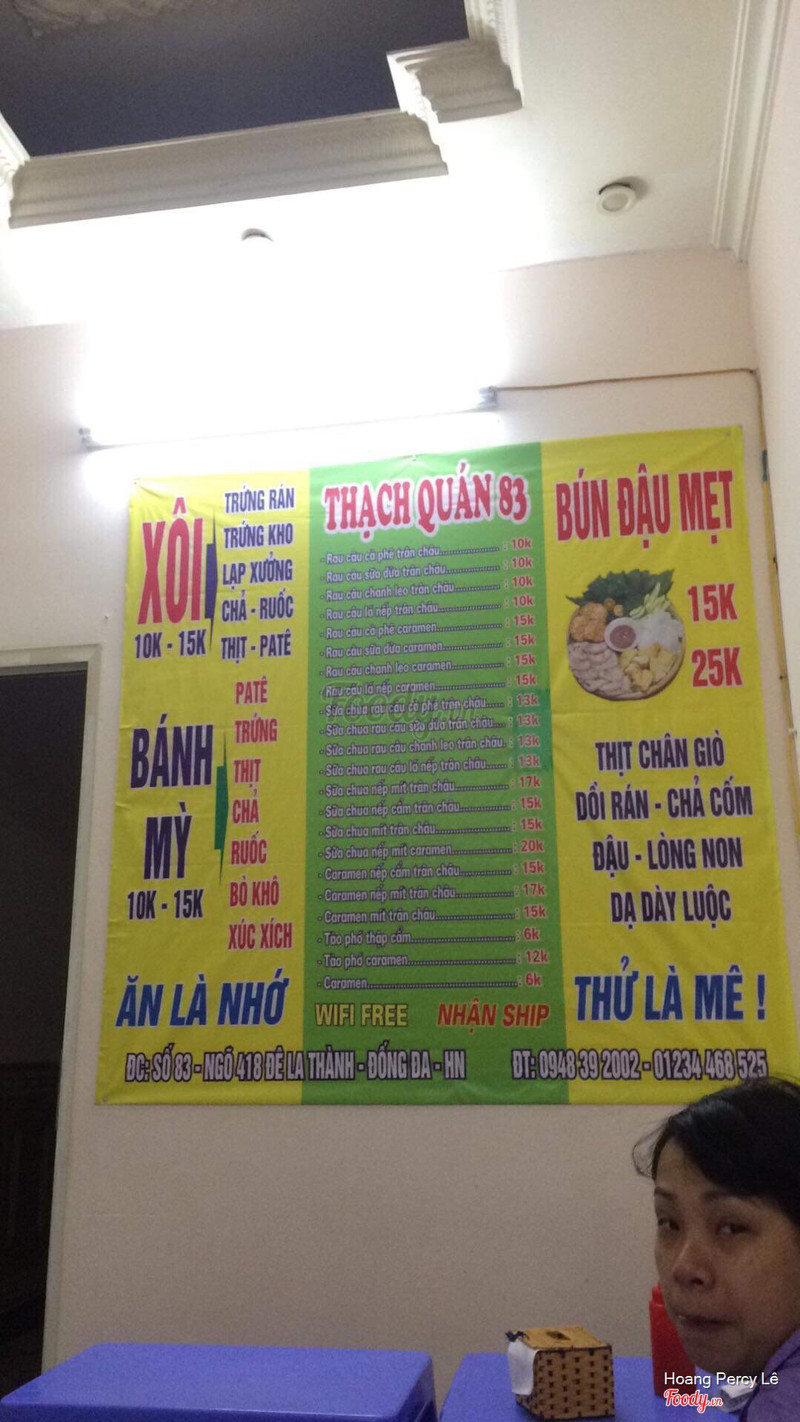 XÔI
10K - 15K
TRỨNG RÁN
TRỨNG KHO
LẠP XƯỞNG
CHẢ - RUỐC
THỊT - PATÊ
BÁNH
MỲ
10K - 15K
PATÊ
TRỨNG
THỊT
CHẢ
RUỐC
BÒ KHÔ
XÚC XÍCH
ĂN LÀ NHỚ
THẠCH QUÁN 83
- Rau câu cà phê trân châu : 10k
- Rau câu sữa dừa trân châu : 10k
- Rau câu chanh leo trân châu : 10k
- Rau câu lá nếp trân châu : 10k
- Rau câu cà phê caramen : 15k
- Rau câu sữa dừa caramen : 15k
- Rau câu chanh leo caramen : 15k
- Rau câu lá nếp caramen : 15k
- Sữa chua rau câu cà phê trân châu : 13k
- Sữa chua rau câu sữa dừa trân châu : 13k
- Sữa chua rau câu chanh leo trân châu : 13k
- Sữa chua rau câu lá nếp trân châu : 13k
- Sữa chua nếp mít trân châu : 17k
- Sữa chua nếp cẩm trân châu : 15k
- Sữa chua mít trân châu : 15k
- Sữa chua nếp mít caramen : 20k
- Caramen nếp cẩm trân châu : 15k
- Caramen nếp mít trân châu : 17k
- Caramen mít trân châu : 15k
- Tào phớ thập cẩm : 6k
- Tào phớ caramen : 12k
- Caramen : 6k
WIFI FREE NHẬN SHIP
BÚN ĐẬU MẸT
15K
25K
THỊT CHÂN GIÒ
DỒI RÁN - CHẢ CỐM
ĐẬU - LÒNG NON
DẠ DÀY LUỘC
THỬ LÀ MÊ !
ĐC: SỐ 83 - NGÕ 418 ĐÊ LA THÀNH - ĐỐNG ĐA - HN ĐT: 0948 39 2002 - 01234 468 525
Foody.vn
Hoang Percy Lê
Foody.vn